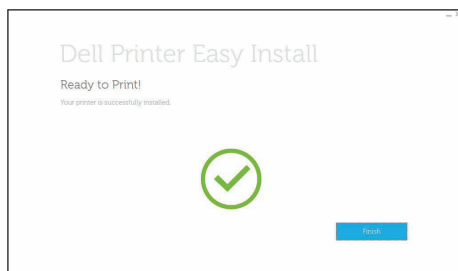 Dell Printer Easy Install
Ready to Print!
Your printer is successfully installed.
Finish